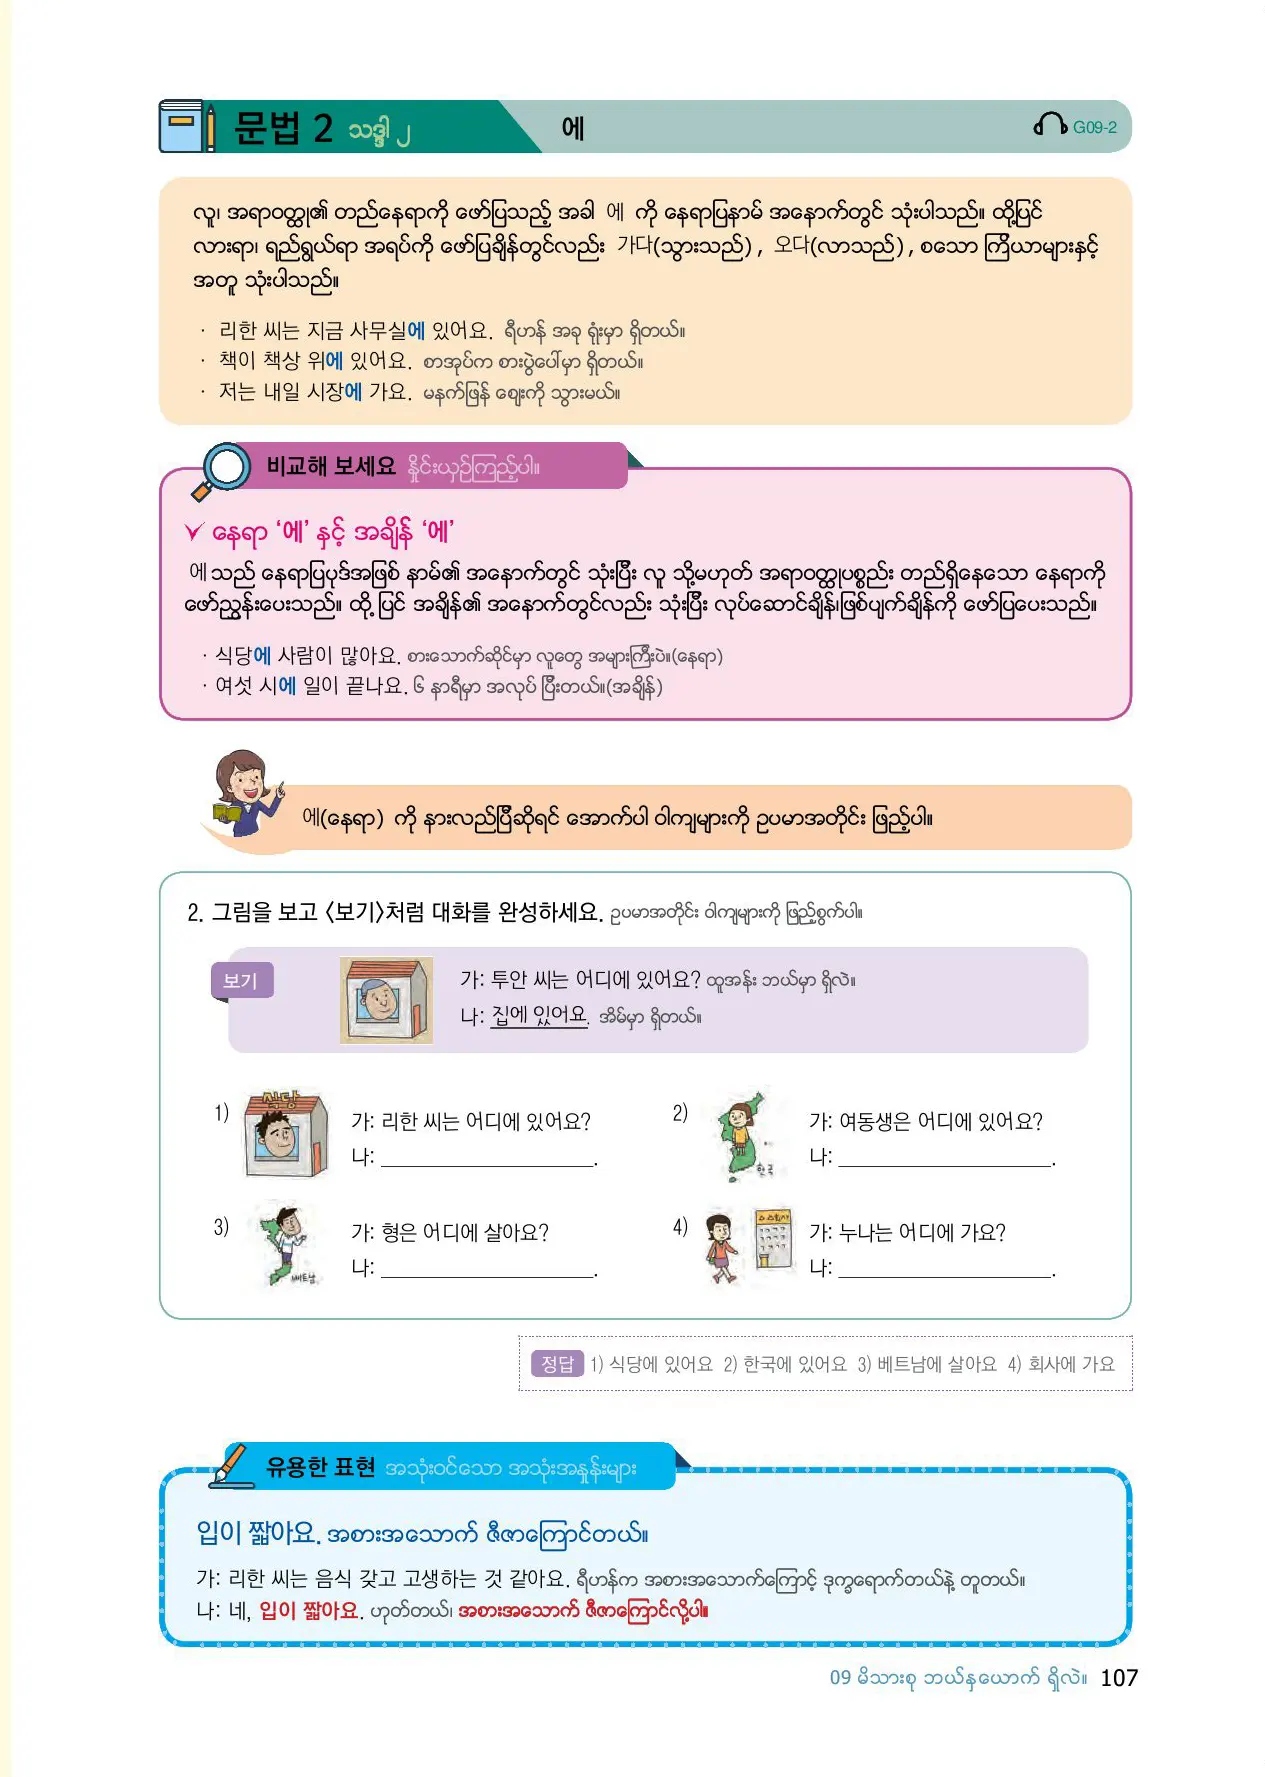 문법 2 သဒ္ဒါ ၂
에
G09-2
လူ၊ အရာဝတ္ထု၏ တည်နေရာကို ဖော်ပြသည့် အခါ 에 ကို နေရာပြနာမ် အနောက်တွင် သုံးပါသည်။ ထို့ပြင်
လားရာ၊ ရည်ရွယ်ရာ အရပ်ကို ဖော်ပြချိန်တွင်လည်း 가다(သွားသည်) , 오다(လာသည်) , စသော ကြိယာများနှင့်
အတူ သုံးပါသည်။
· 리한 씨는 지금 사무실에 있어요. ရီဟန် အခု ရုံးမှာ ရှိတယ်။
· 책이 책상 위에 있어요. စာအုပ်က စားပွဲပေါ်မှာ ရှိတယ်။
· 저는 내일 시장에 가요. မနက်ဖြန် ဈေးကို သွားမယ်။
비교해 보세요 နှိုင်းယှဉ်ကြည့်ပါ။
နေရာ ‘에’ နှင့် အချိန် ‘에’
에 သည် နေရာပြပုဒ်အဖြစ် နာမ်၏ အနောက်တွင် သုံးပြီး လူ သို့မဟုတ် အရာဝတ္ထုပစ္စည်း တည်ရှိနေသော နေရာကို
ဖော်ညွှန်းပေးသည်။ ထို့ ပြင် အချိန်၏ အနောက်တွင်လည်း သုံးပြီး လုပ်ဆောင်ချိန်၊ဖြစ်ပျက်ချိန်ကို ဖော်ပြပေးသည်။
· 식당에 사람이 많아요. စားသောက်ဆိုင်မှာ လူတွေ အများကြီးပဲ။(နေရာ)
· 여섯 시에 일이 끝나요. ၆ နာရီမှာ အလုပ် ပြီးတယ်။(အချိန်)
에(နေရာ) ကို နားလည်ပြီဆိုရင် အောက်ပါ ဝါကျများကို ဥပမာအတိုင်း ဖြည့်ပါ။
2. 그림을 보고 〈보기〉처럼 대화를 완성하세요. ဥပမာအတိုင်း ဝါကျများကို ဖြည့်စွက်ပါ။
보기
가: 투안 씨는 어디에 있어요? ထူအန်း ဘယ်မှာ ရှိလဲ။
나: 집에 있어요. အိမ်မှာ ရှိတယ်။
1) 식당
가: 리한 씨는 어디에 있어요?
나: ____________________.
2) 한국
가: 여동생은 어디에 있어요?
나: ____________________.
3) 베트남
가: 형은 어디에 살아요?
나: ____________________.
4)
가: 누나는 어디에 가요?
나: ____________________.
정답 1) 식당에 있어요 2) 한국에 있어요 3) 베트남에 살아요 4) 회사에 가요
유용한 표현 အသုံးဝင်သော အသုံးအနှုန်းများ
입이 짧아요. အစားအသောက် ဇီဇာကြောင်တယ်။
가: 리한 씨는 음식 갖고 고생하는 것 같아요. ရီဟန်က အစားအသောက်ကြောင့် ဒုက္ခရောက်တယ်နဲ့ တူတယ်။
나: 네, 입이 짧아요. ဟုတ်တယ်၊ အစားအသောက် ဇီဇာကြောင်လို့ပါ။
09 မိသားစု ဘယ်နှယောက် ရှိလဲ။ 107